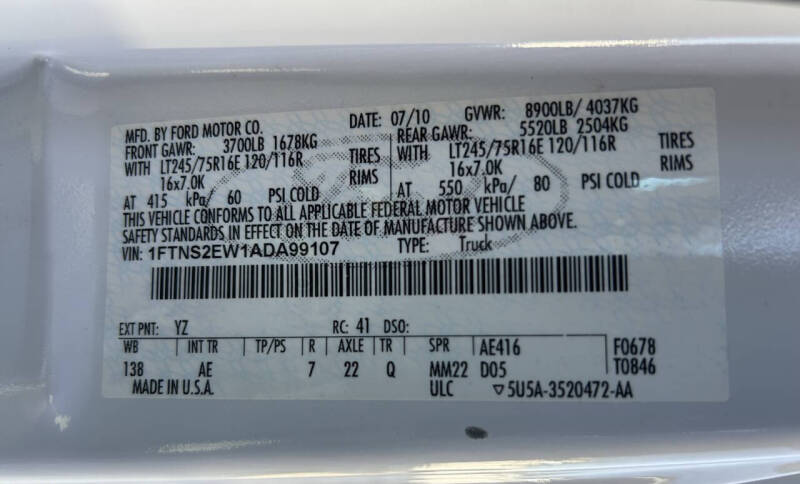 MFD. BY FORD MOTOR CO. DATE: 07/10 GVWR: 8900LB/ 4037KG
FRONT GAWR: 3700LB 1678KG REAR GAWR: 5520LB 2504KG
WITH LT245/75R16E 120/116R TIRES WITH LT245/75R16E 120/116R TIRES
16x7.0K RIMS 16x7.0K RIMS
AT 415 kPa/ 60 PSI COLD AT 550 kPa/ 80 PSI COLD
THIS VEHICLE CONFORMS TO ALL APPLICABLE FEDERAL MOTOR VEHICLE
SAFETY STANDARDS IN EFFECT ON THE DATE OF MANUFACTURE SHOWN ABOVE.
VIN: 1FTNS2EW1ADA99107 TYPE: Truck
EXT PNT: YZ RC: 41 DSO:
WB INT TR TP/PS R AXLE TR SPR AE416 F0678
138 AE 7 22 Q MM22 D05 T0846
MADE IN U.S.A. ULC ▽5U5A-3520472-AA